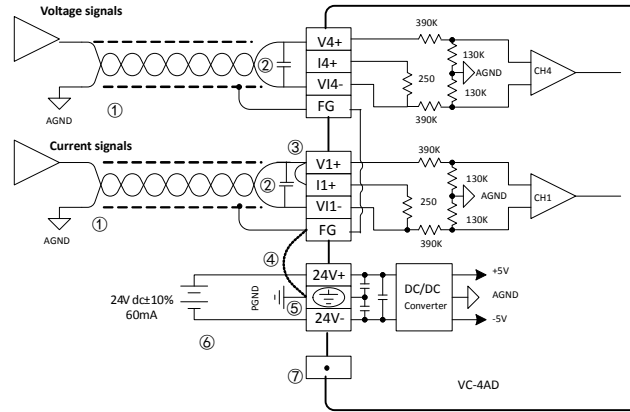 Voltage signals
V4+
I4+
VI4-
FG
390K
130K
AGND
250
130K
390K
CH4
②
①
AGND
Current signals
③
V1+
I1+
VI1-
FG
390K
130K
AGND
250
130K
390K
CH1
②
①
AGND
④
24V+
24V-
⑤
PGND
24V dc±10%
60mA
⑥
DC/DC
Converter
+5V
AGND
-5V
⑦
VC-4AD